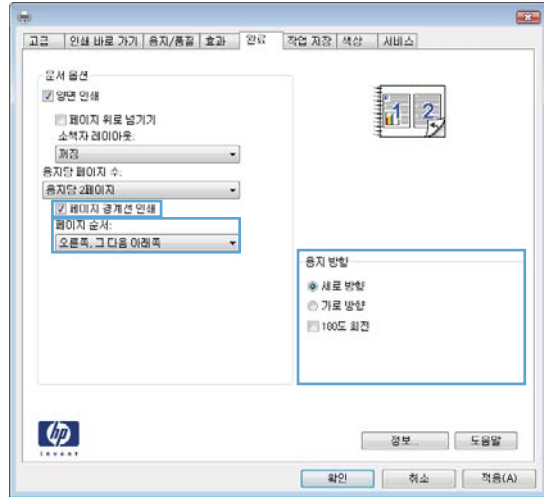 고급 인쇄 바로 가기 용지/품질 효과 완료 작업 저장 색상 서비스
문서 옵션
양면 인쇄
페이지 위로 넘기기
소책자 레이아웃:
꺼짐
용지당 페이지 수:
용지당 2페이지
페이지 경계선 인쇄
페이지 순서:
오른쪽, 그 다음 아래쪽
1 2
용지 방향
세로 방향
가로 방향
180도 회전
hp
invent
정보... 도움말
확인 취소 적용(A)